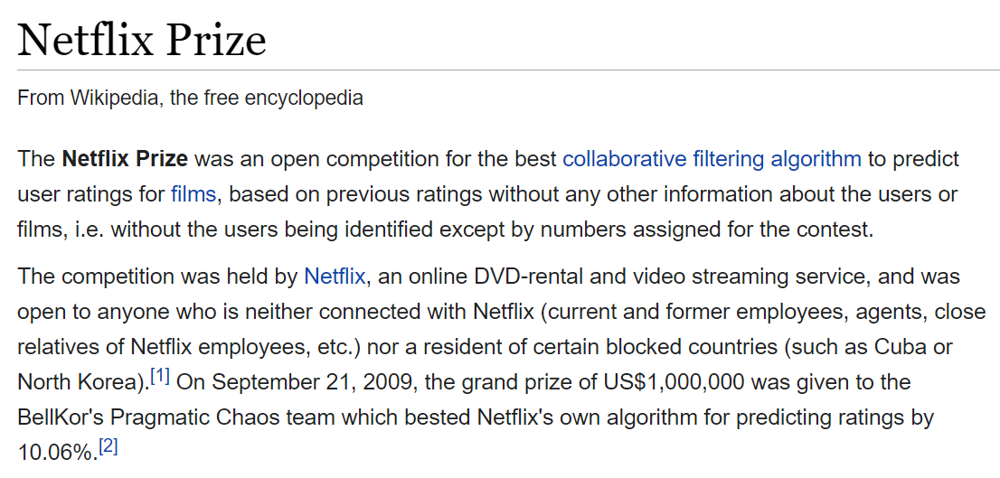 Netflix Prize
From Wikipedia, the free encyclopedia
The Netflix Prize was an open competition for the best collaborative filtering algorithm to predict
user ratings for films, based on previous ratings without any other information about the users or
films, i.e. without the users being identified except by numbers assigned for the contest.
The competition was held by Netflix, an online DVD-rental and video streaming service, and was
open to anyone who is neither connected with Netflix (current and former employees, agents, close
relatives of Netflix employees, etc.) nor a resident of certain blocked countries (such as Cuba or
North Korea).[1] On September 21, 2009, the grand prize of US$1,000,000 was given to the
BellKor's Pragmatic Chaos team which bested Netflix's own algorithm for predicting ratings by
10.06%.[2]